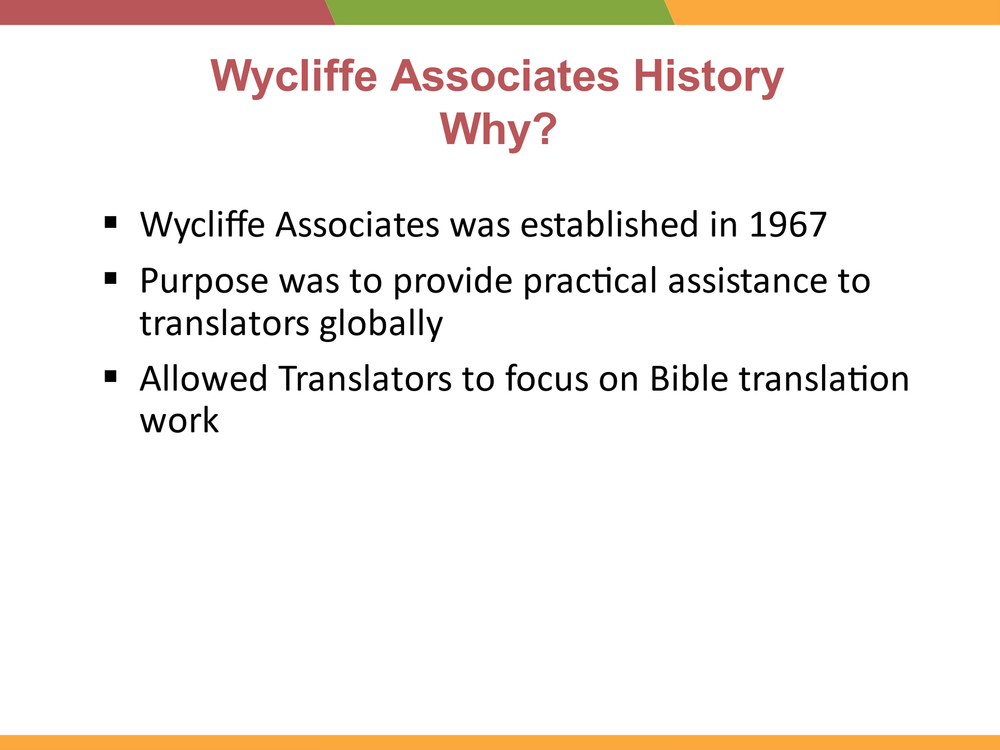 Wycliffe Associates History
Why?
▪ Wycliffe Associates was established in 1967
▪ Purpose was to provide practical assistance to
translators globally
▪ Allowed Translators to focus on Bible translation
work